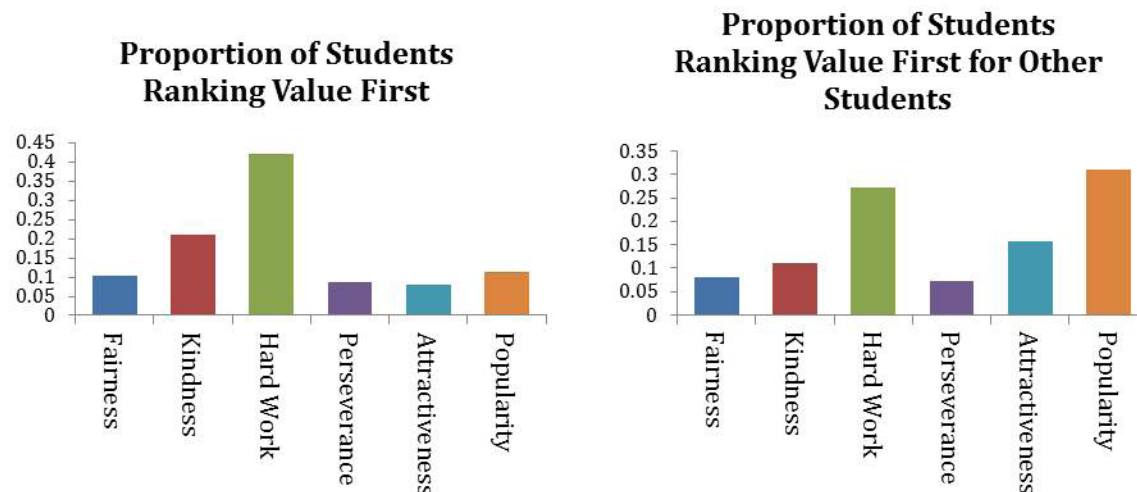 Proportion of Students
Ranking Value First
0.45
0.4
0.35
0.3
0.25
0.2
0.15
0.1
0.05
0
Fairness
Kindness
Hard Work
Perseverance
Attractiveness
Popularity
Proportion of Students
Ranking Value First for Other
Students
0.35
0.3
0.25
0.2
0.15
0.1
0.05
0
Fairness
Kindness
Hard Work
Perseverance
Attractiveness
Popularity